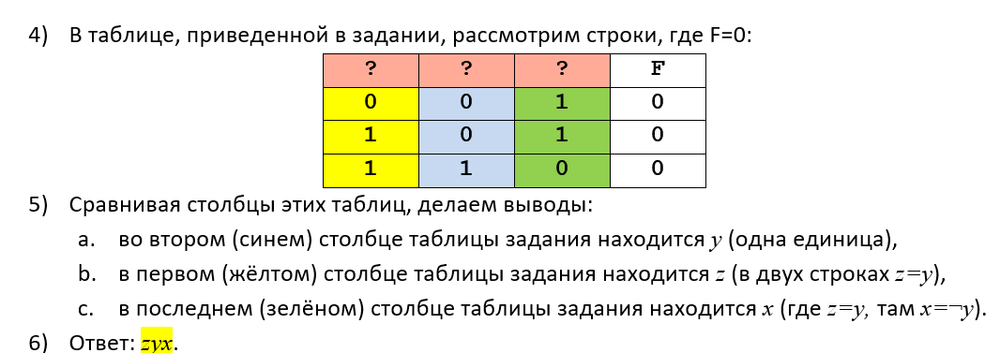 4) В таблице, приведенной в задании, рассмотрим строки, где F=0:
? ? ? F
0 0 1 0
1 0 1 0
1 1 0 0
5) Сравнивая столбцы этих таблиц, делаем выводы:
a. во втором (синем) столбце таблицы задания находится y (одна единица),
b. в первом (жёлтом) столбце таблицы задания находится z (в двух строках z=y),
c. в последнем (зелёном) столбце таблицы задания находится x (где z=y, там x=¬y).
6) Ответ: zyx.